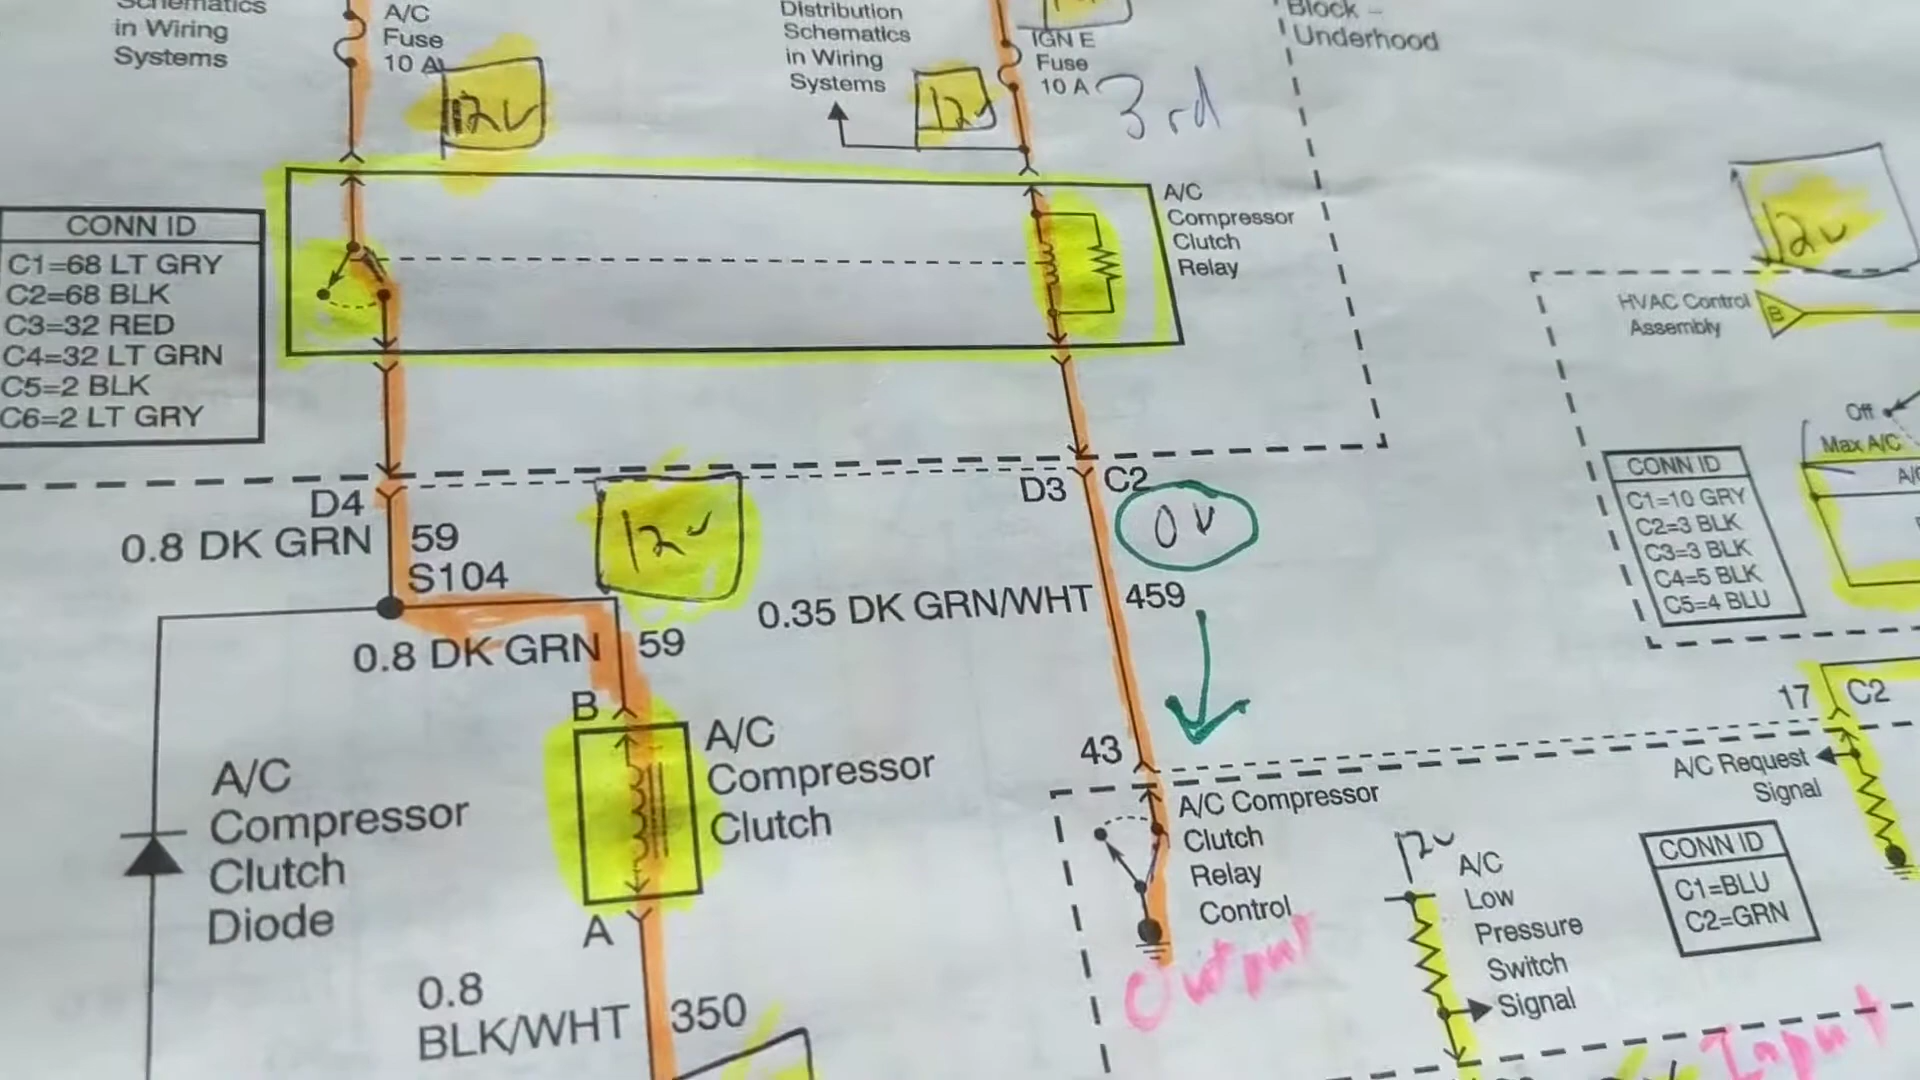 Schematics
in Wiring
Systems
A/C
Fuse
10 A
12v
Distribution
Schematics
in Wiring
Systems
12v
IGN E
Fuse
10 A
3rd
Block –
Underhood
A/C
Compressor
Clutch
Relay
CONN ID
C1=68 LT GRY
C2=68 BLK
C3=32 RED
C4=32 LT GRN
C5=2 BLK
C6=2 LT GRY
12v
HVAC Control
Assembly
B
Off
Max A/C
CONN ID
C1=10 GRY
C2=3 BLK
C3=3 BLK
C4=5 BLK
C5=4 BLU
D4
0.8 DK GRN
59
S104
12v
D3
C2
0v
0.35 DK GRN/WHT
459
0.8 DK GRN
59
B
A/C
Compressor
Clutch
A
A/C
Compressor
Clutch
Diode
0.8
BLK/WHT
350
43
A/C Compressor
Clutch
Relay
Control
Output
12v
A/C
Low
Pressure
Switch
Signal
Input
17
C2
A/C Request
Signal
CONN ID
C1=BLU
C2=GRN